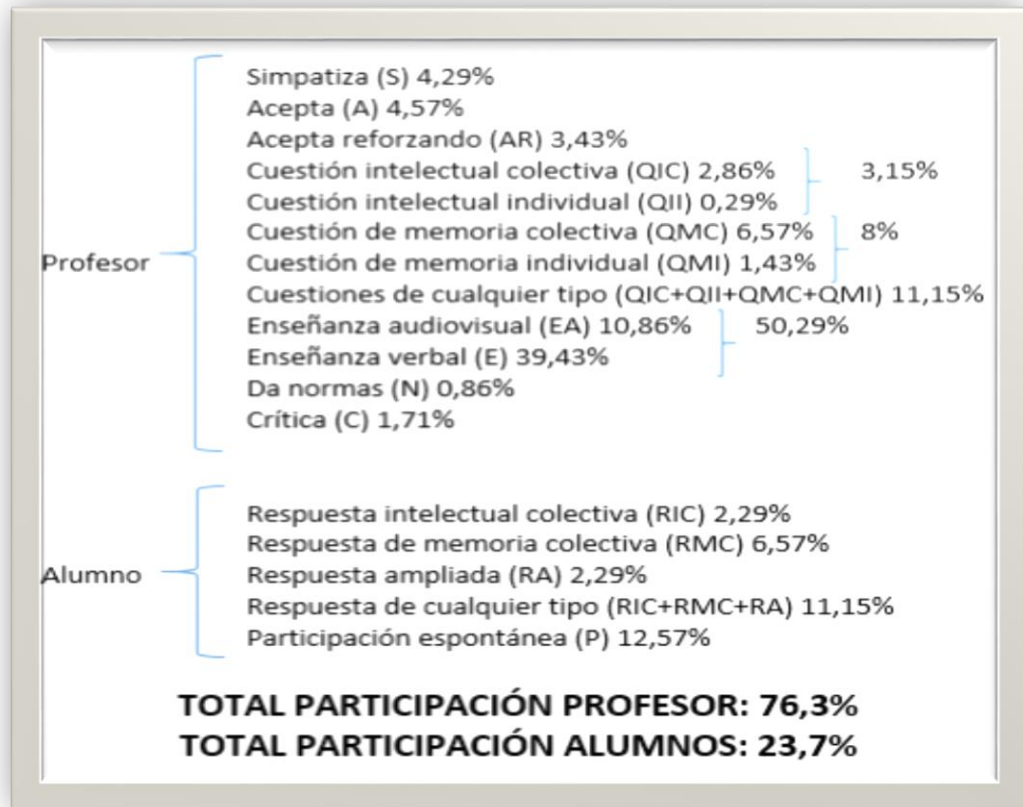 Simpatiza (S) 4,29%
Acepta (A) 4,57%
Acepta reforzando (AR) 3,43%
Cuestión intelectual colectiva (QIC) 2,86% 3,15%
Cuestión intelectual individual (QII) 0,29%
Cuestión de memoria colectiva (QMC) 6,57% 8%
Profesor Cuestión de memoria individual (QMI) 1,43%
Cuestiones de cualquier tipo (QIC+QII+QMC+QMI) 11,15%
Enseñanza audiovisual (EA) 10,86% 50,29%
Enseñanza verbal (E) 39,43%
Da normas (N) 0,86%
Crítica (C) 1,71%
Respuesta intelectual colectiva (RIC) 2,29%
Respuesta de memoria colectiva (RMC) 6,57%
Alumno Respuesta ampliada (RA) 2,29%
Respuesta de cualquier tipo (RIC+RMC+RA) 11,15%
Participación espontánea (P) 12,57%
TOTAL PARTICIPACIÓN PROFESOR: 76,3%
TOTAL PARTICIPACIÓN ALUMNOS: 23,7%